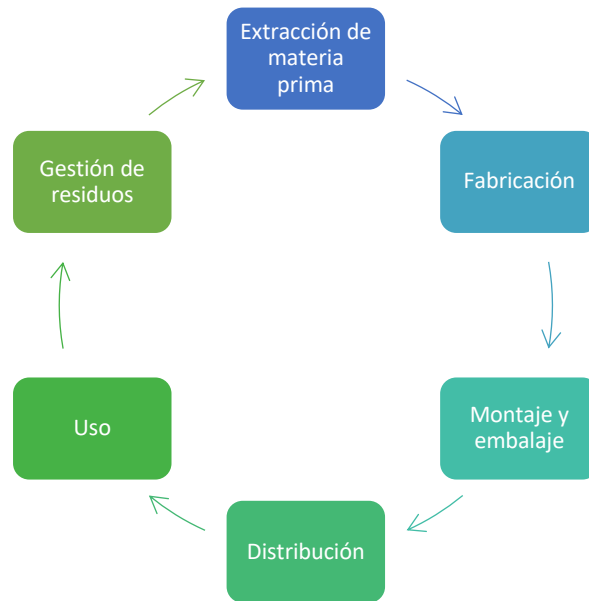 Extracción de
materia
prima
Fabricación
Montaje y
embalaje
Distribución
Uso
Gestión de
residuos